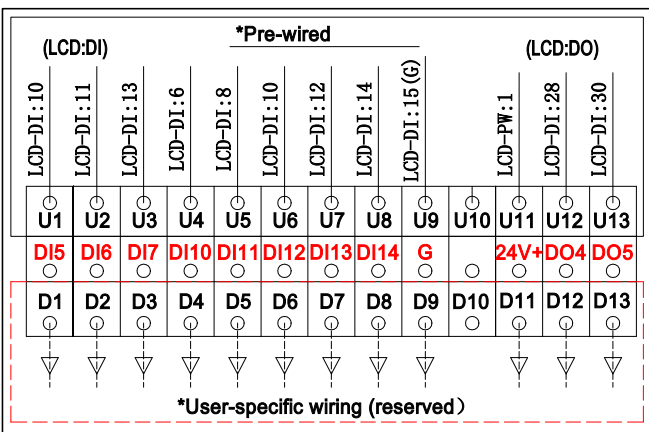 *Pre-wired
(LCD:DI)
(LCD:DO)
LCD-DI:10
LCD-DI:11
LCD-DI:13
LCD-DI:6
LCD-DI:8
LCD-DI:10
LCD-DI:12
LCD-DI:14
LCD-DI:15(G)
LCD-PW:1
LCD-DI:28
LCD-DI:30
U1 U2 U3 U4 U5 U6 U7 U8 U9 U10 U11 U12 U13
DI5 DI6 DI7 DI10 DI11 DI12 DI13 DI14 G 24V+ DO4 DO5
D1 D2 D3 D4 D5 D6 D7 D8 D9 D10 D11 D12 D13
*User-specific wiring (reserved)